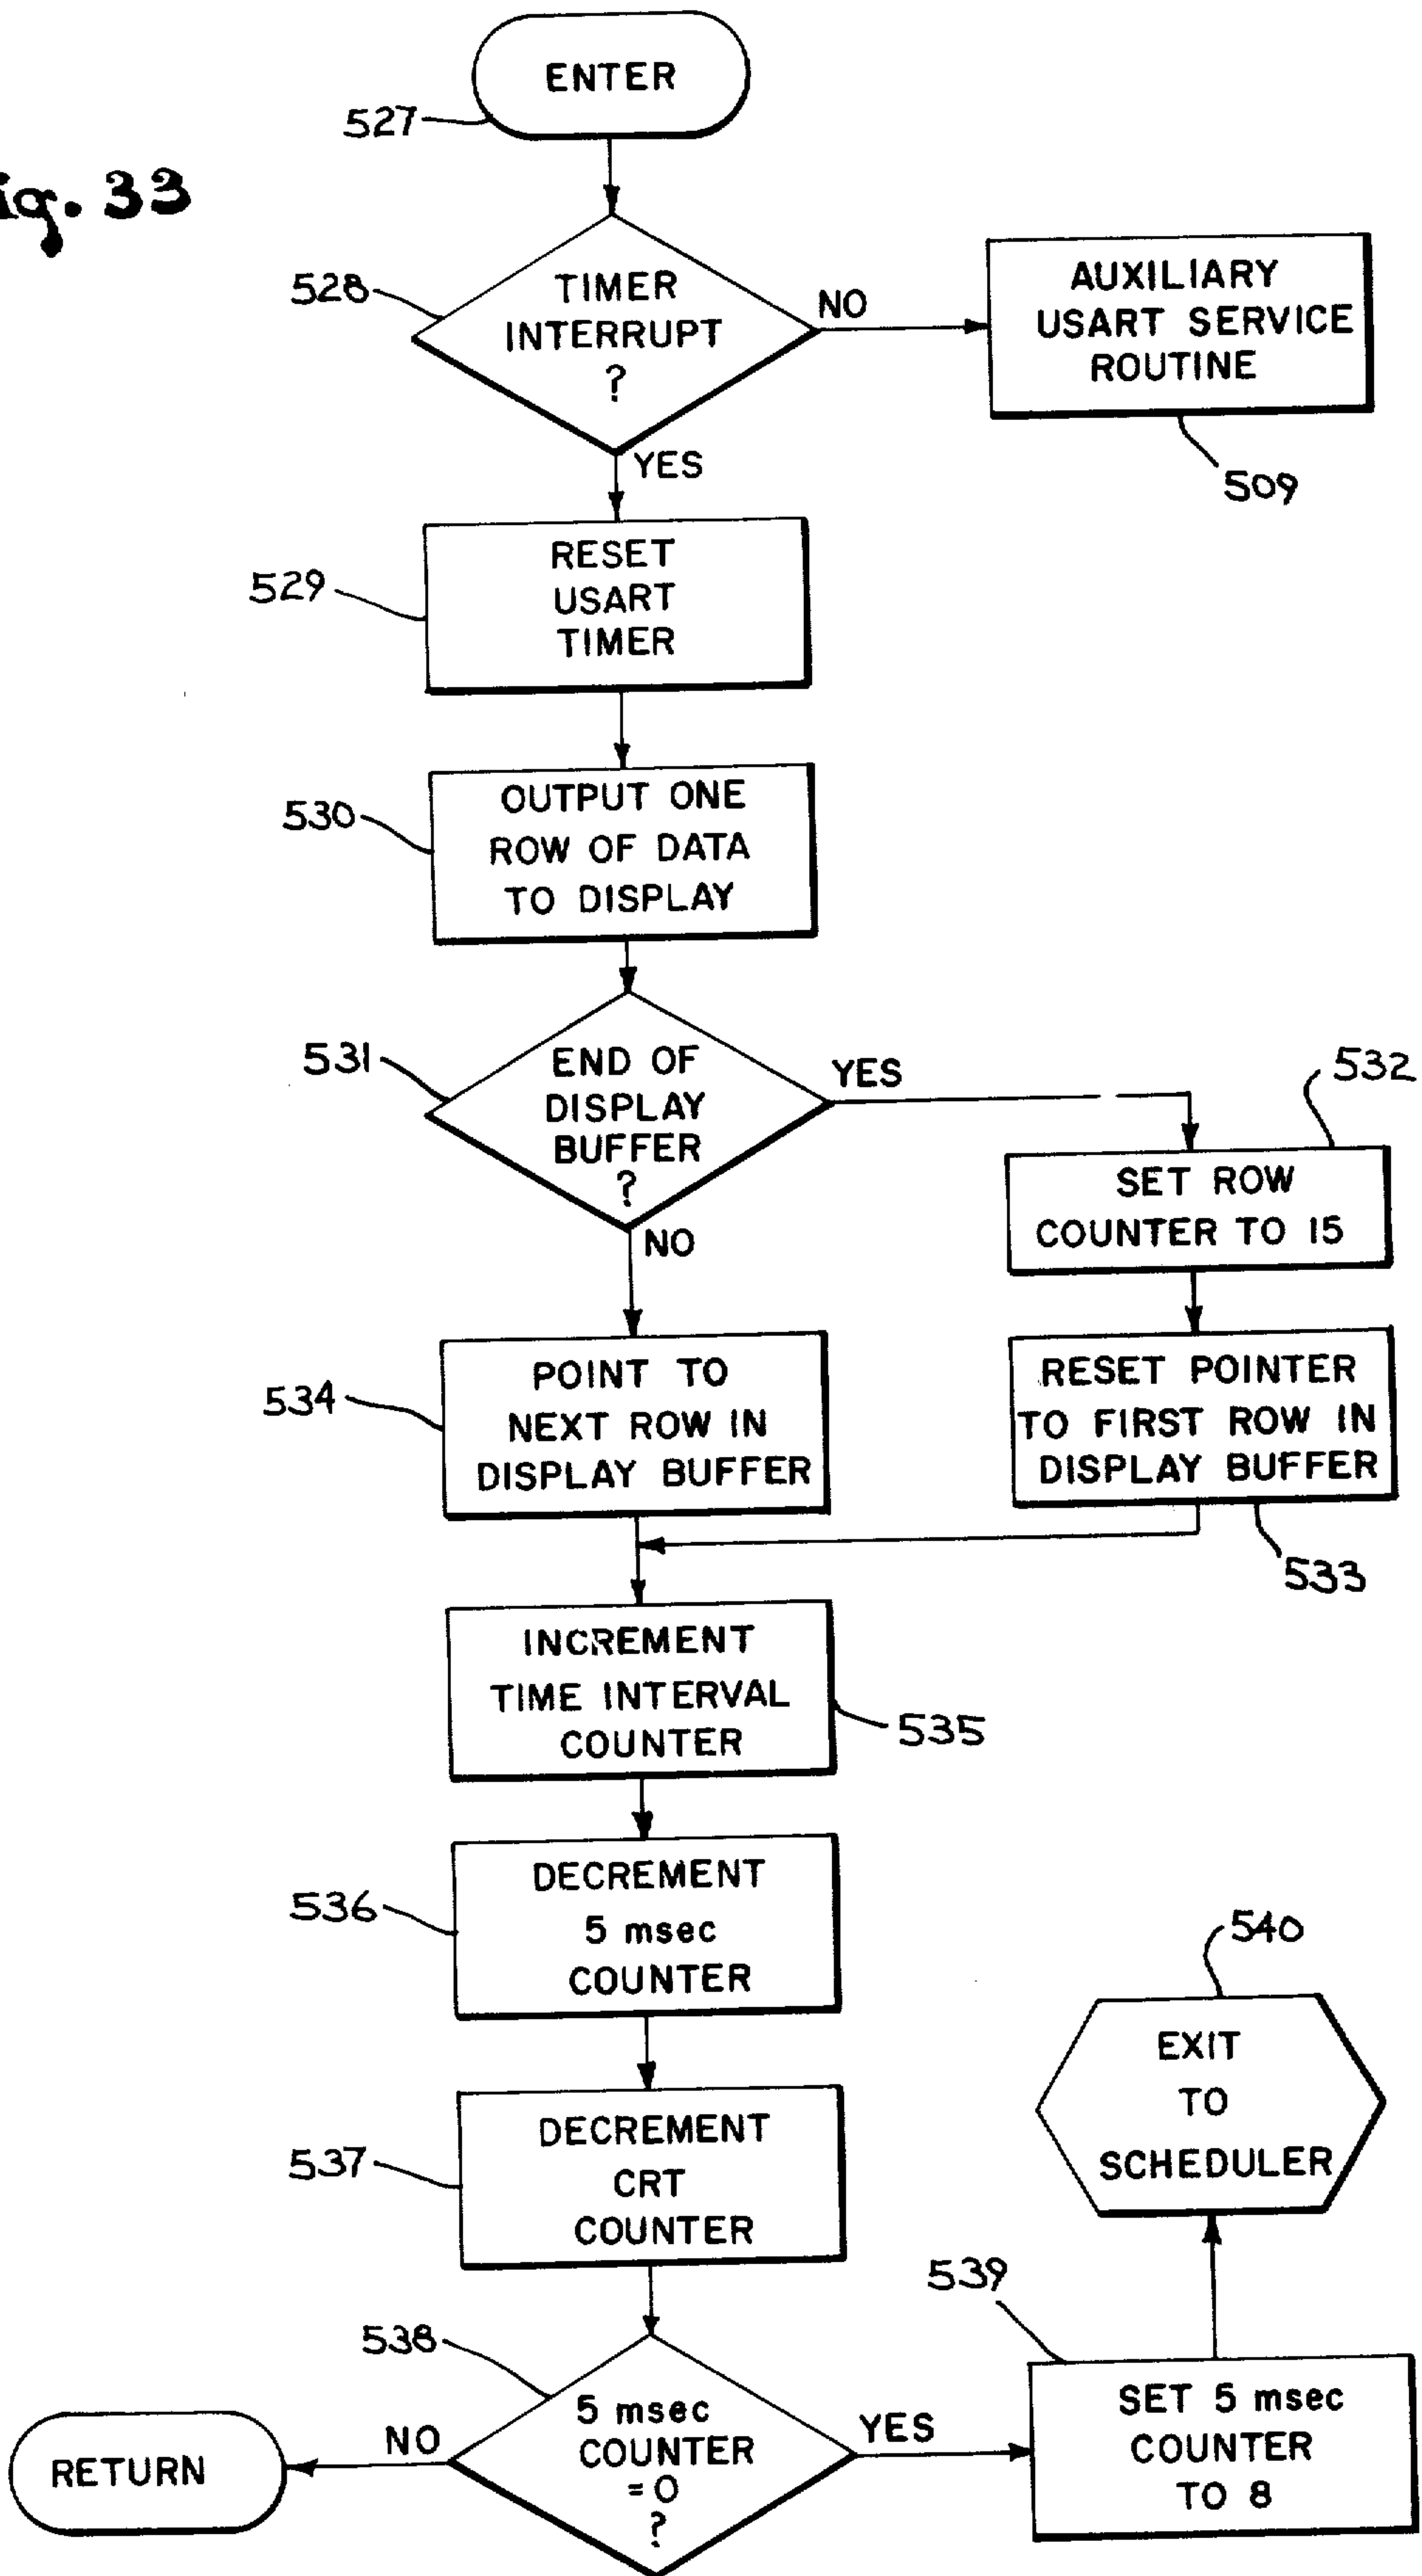 ENTER
527
ig. 33
528
TIMER
INTERRUPT
?
NO
AUXILIARY
USART SERVICE
ROUTINE
509
YES
529
RESET
USART
TIMER
530
OUTPUT ONE
ROW OF DATA
TO DISPLAY
531
END OF
DISPLAY
BUFFER
?
YES
532
SET ROW
COUNTER TO 15
NO
534
POINT TO
NEXT ROW IN
DISPLAY BUFFER
RESET POINTER
TO FIRST ROW IN
DISPLAY BUFFER
533
INCREMENT
TIME INTERVAL
COUNTER
535
536
DECREMENT
5 msec
COUNTER
540
EXIT
TO
SCHEDULER
537
DECREMENT
CRT
COUNTER
539
538
5 msec
COUNTER
=0
?
NO
RETURN
YES
SET 5 msec
COUNTER
TO 8